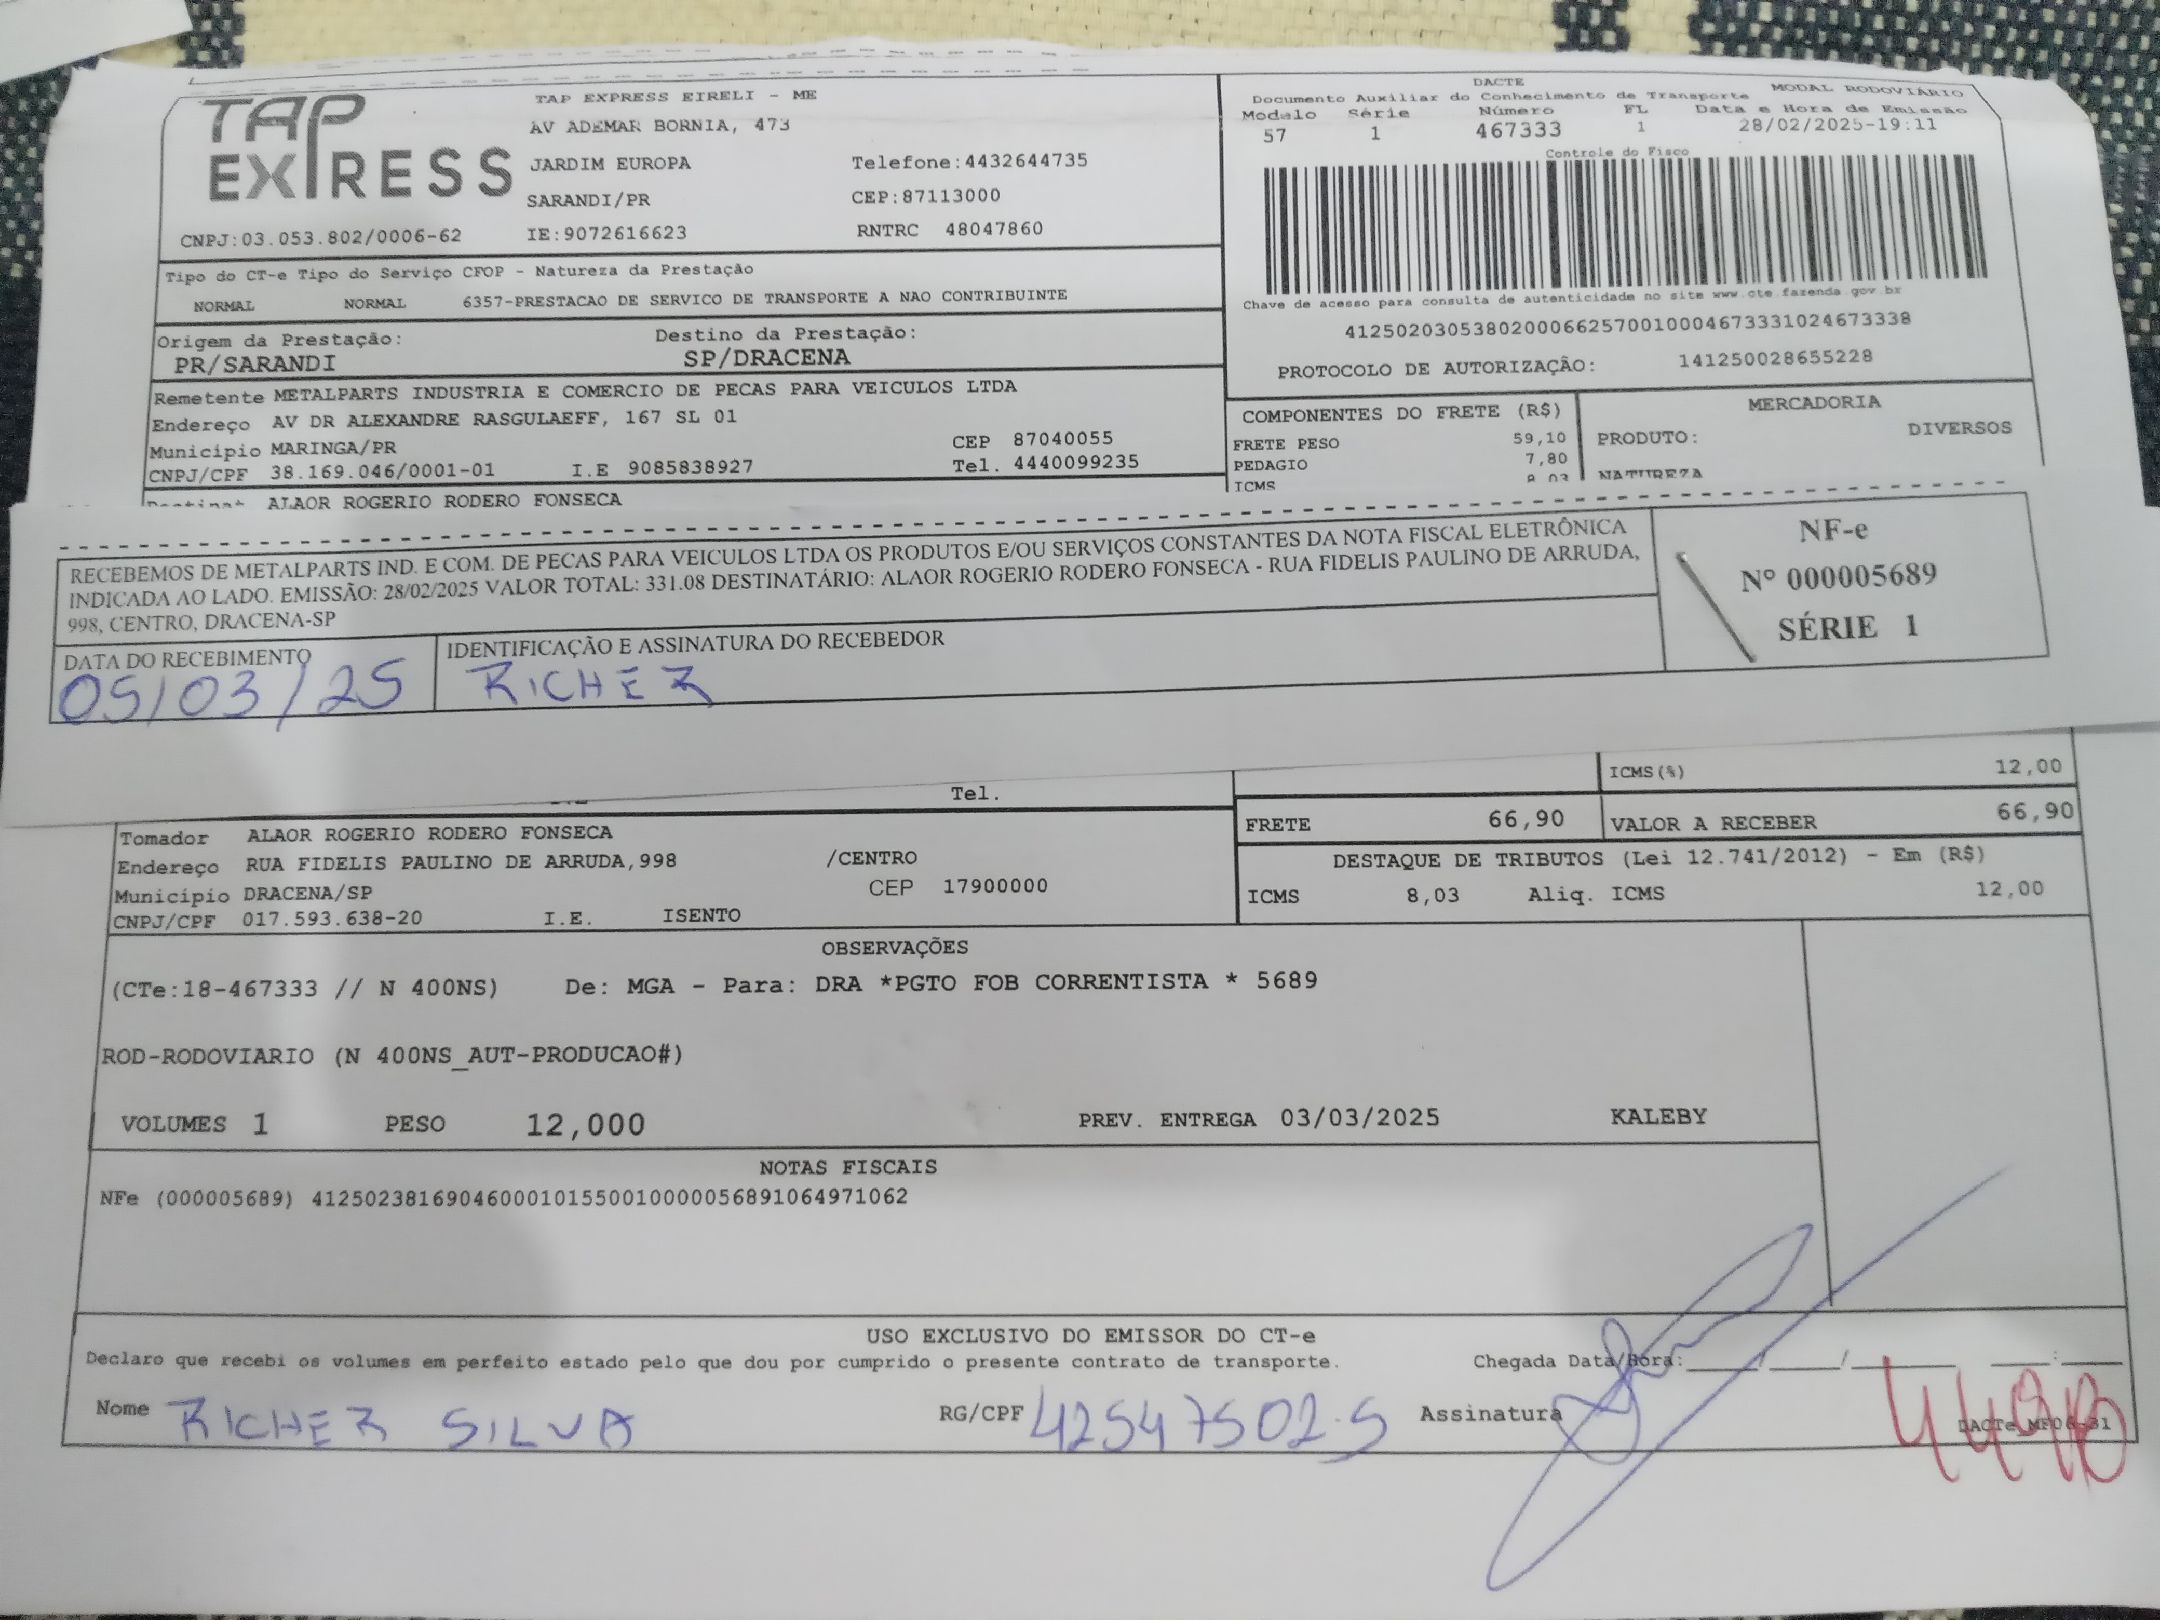 TAP EXPRESS
TAP EXPRESS EIRELI - ME
AV ADEMAR BORNIA, 473
JARDIM EUROPA Telefone:4432644735
SARANDI/PR CEP:87113000
CNPJ:03.053.802/0006-62 IE:9072616623 RNTRC 48047860
DACTE
Documento Auxiliar do Conhecimento de Transporte MODAL RODOVIÁRIO
Modelo Série Número FL Data e Hora de Emissão
57 1 467333 1 28/02/2025-19:11
Controle do Fisco
Chave de acesso para consulta de autenticidade no site www.cte.fazenda.gov.br
41250203053802000662570010004673331024673338
PROTOCOLO DE AUTORIZAÇÃO: 141250028655228
Tipo do CT-e Tipo do Serviço CFOP - Natureza da Prestação
NORMAL NORMAL 6357-PRESTACAO DE SERVICO DE TRANSPORTE A NAO CONTRIBUINTE
Origem da Prestação: Destino da Prestação:
PR/SARANDI SP/DRACENA
Remetente METALPARTS INDUSTRIA E COMERCIO DE PECAS PARA VEICULOS LTDA
Endereço AV DR ALEXANDRE RASGULAEFF, 167 SL 01
Município MARINGA/PR CEP 87040055
CNPJ/CPF 38.169.046/0001-01 I.E 9085838927 Tel. 4440099235
ALAOR ROGERIO RODERO FONSECA
COMPONENTES DO FRETE (R$) MERCADORIA
FRETE PESO 59,10 PRODUTO: DIVERSOS
PEDAGIO 7,80
ICMS 8,03 NATUREZA
RECEBEMOS DE METALPARTS IND. E COM. DE PECAS PARA VEICULOS LTDA OS PRODUTOS E/OU SERVIÇOS CONSTANTES DA NOTA FISCAL ELETRÔNICA
INDICADA AO LADO. EMISSÃO: 28/02/2025 VALOR TOTAL: 331.08 DESTINATÁRIO: ALAOR ROGERIO RODERO FONSECA - RUA FIDELIS PAULINO DE ARRUDA,
998, CENTRO, DRACENA-SP
NF-e
Nº 000005689
SÉRIE 1
DATA DO RECEBIMENTO IDENTIFICAÇÃO E ASSINATURA DO RECEBEDOR
05/03/25 RICHER
Tel.
ICMS(%) 12,00
FRETE 66,90 VALOR A RECEBER 66,90
Tomador ALAOR ROGERIO RODERO FONSECA
Endereço RUA FIDELIS PAULINO DE ARRUDA,998 /CENTRO
Município DRACENA/SP CEP 17900000
CNPJ/CPF 017.593.638-20 I.E. ISENTO
DESTAQUE DE TRIBUTOS (Lei 12.741/2012) - Em (R$)
ICMS 8,03 Aliq. ICMS 12,00
OBSERVAÇÕES
(CTe:18-467333 // N 400NS) De: MGA - Para: DRA *PGTO FOB CORRENTISTA * 5689
ROD-RODOVIARIO (N 400NS_AUT-PRODUCAO#)
VOLUMES 1 PESO 12,000 PREV. ENTREGA 03/03/2025 KALEBY
NOTAS FISCAIS
NFe (000005689) 41250238169046000101550010000056891064971062
USO EXCLUSIVO DO EMISSOR DO CT-e
Declaro que recebi os volumes em perfeito estado pelo que dou por cumprido o presente contrato de transporte. Chegada Data/Hora:
Nome RICHER SILVA RG/CPF 42547502-5 Assinatura